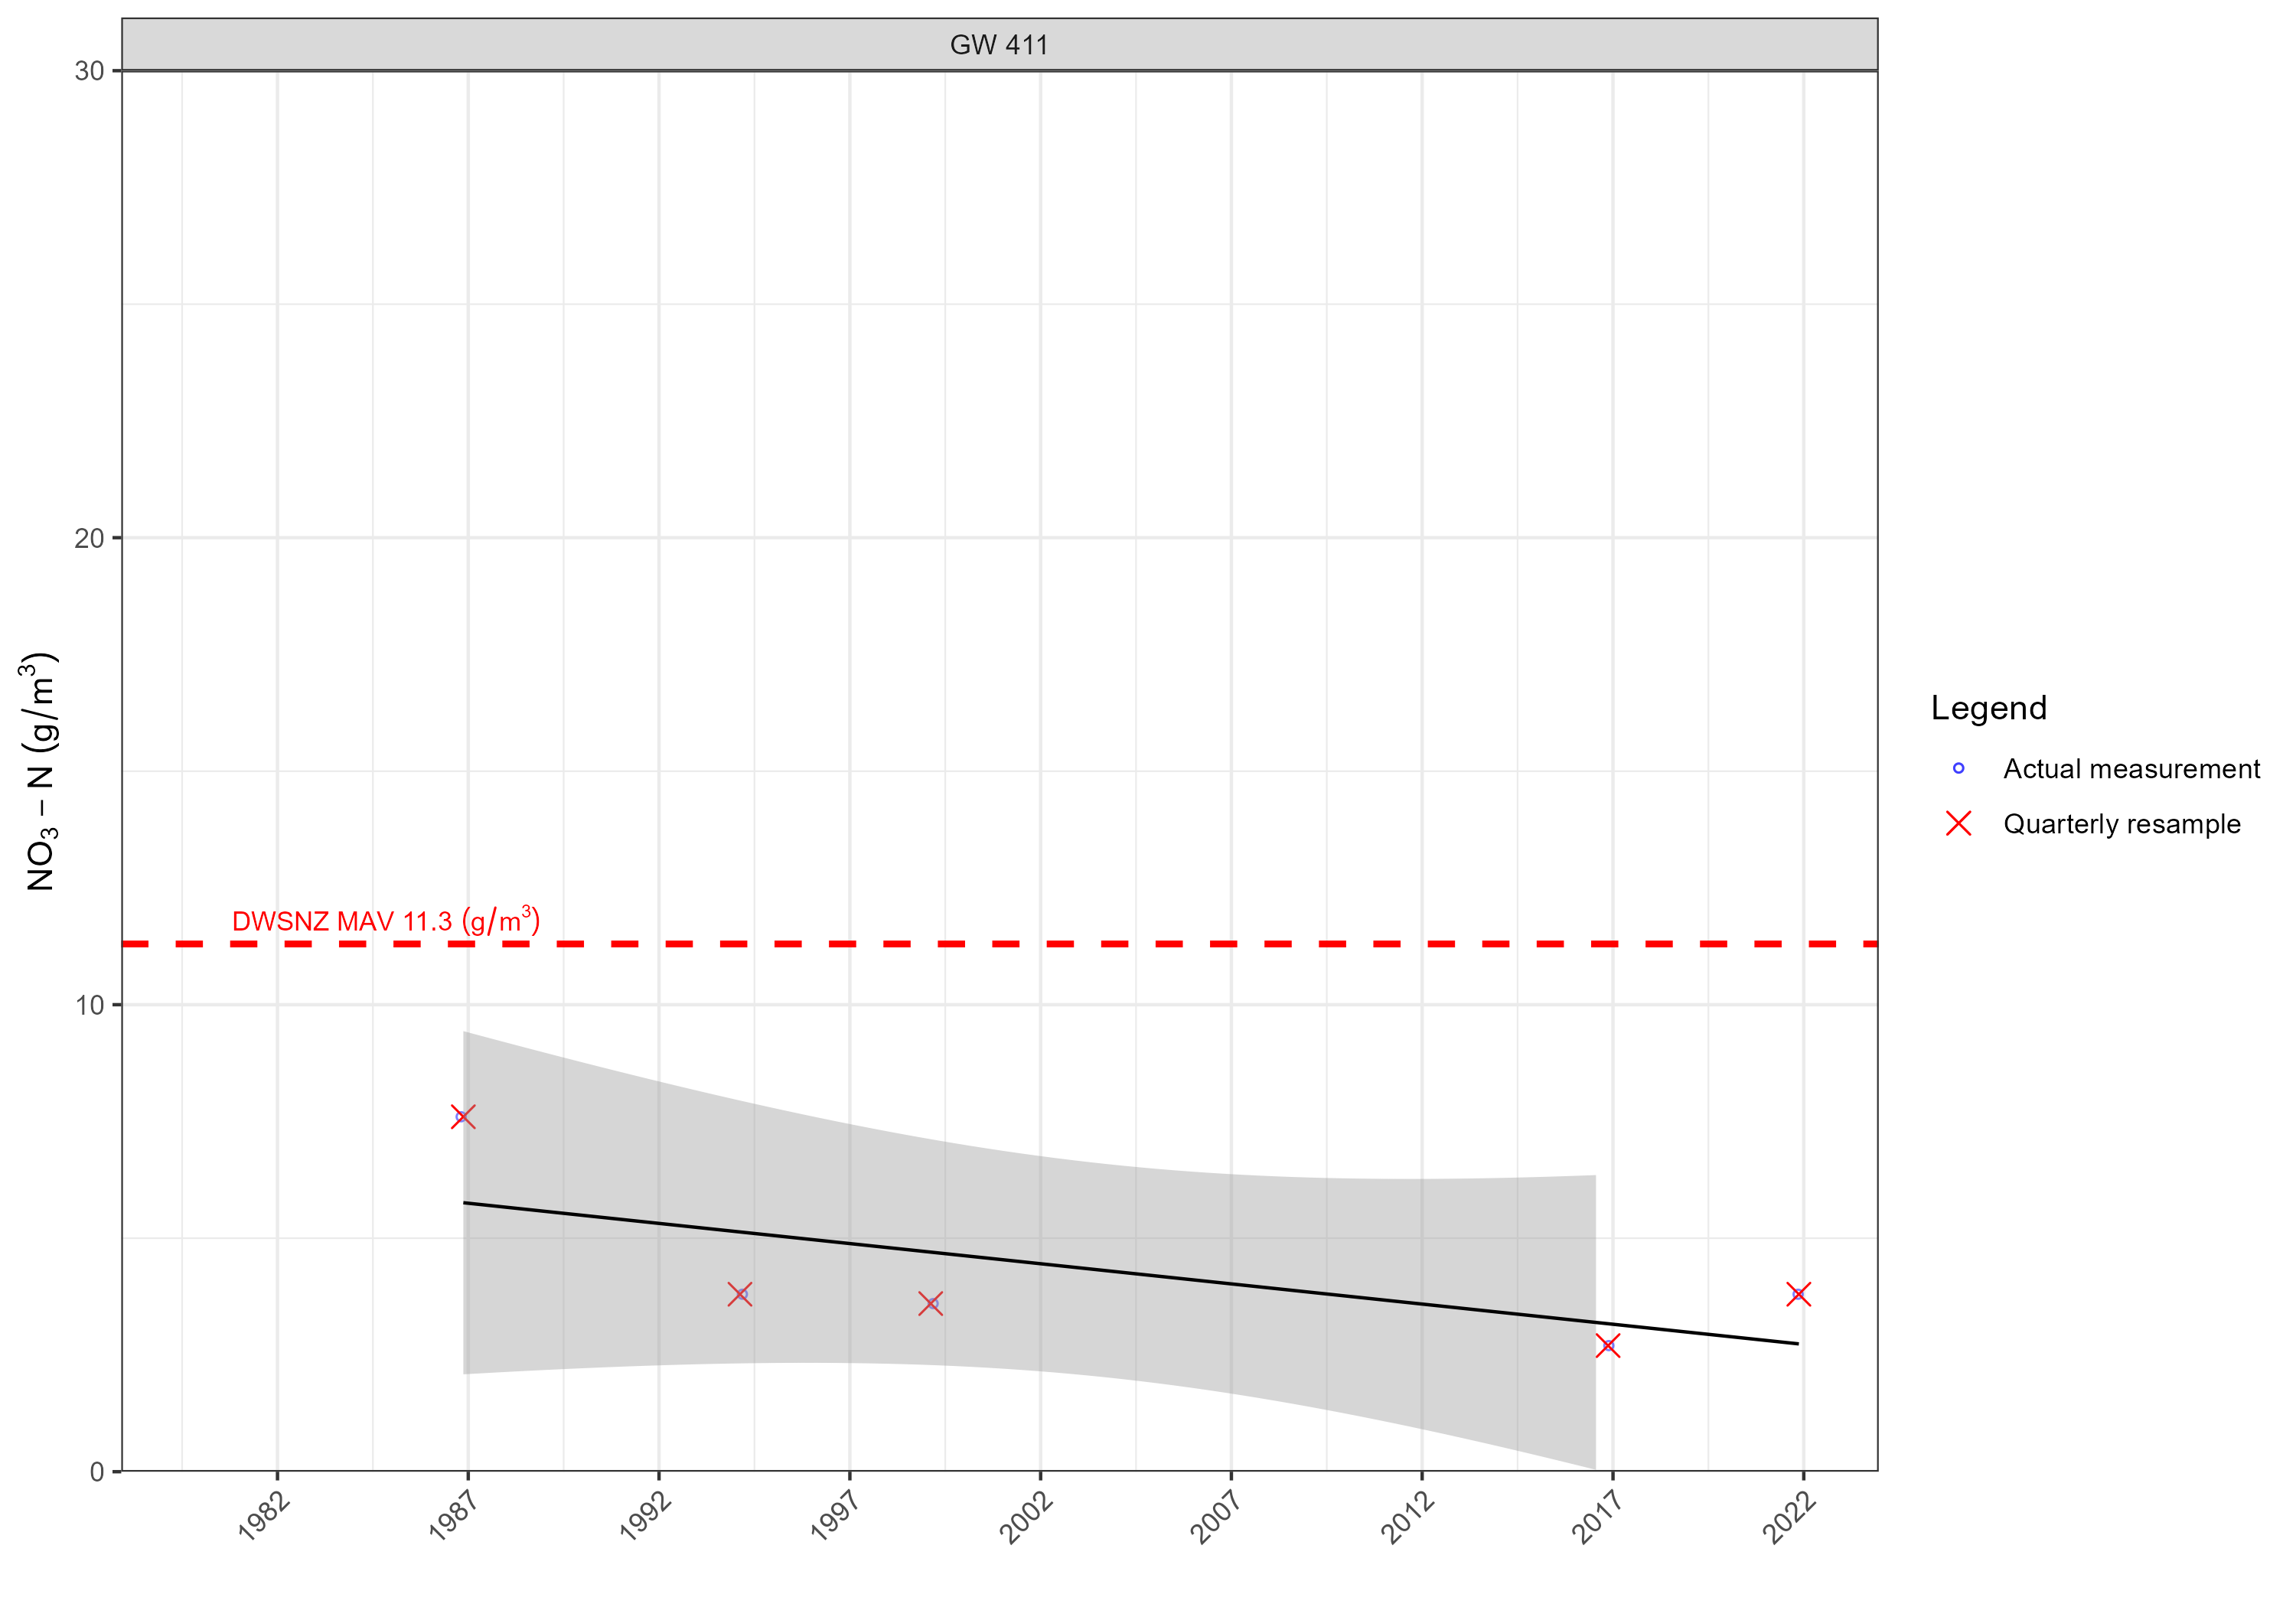 GW 411
30
20
10
0
NO₃ – N (g/m³)
DWSNZ MAV 11.3 (g/m³)
1982
1987
1992
1997
2002
2007
2012
2017
2022
Legend
Actual measurement
Quarterly resample